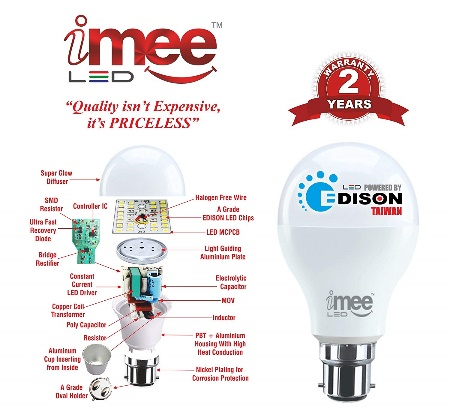 imee™
LED
"Quality isn't Expensive,
it's PRICELESS"
WARRANTY
2
YEARS
Super Glow
Diffuser
SMD
Resistor
Controller IC
Ultra Fast
Recovery
Diode
Bridge
Rectifier
Constant
Current
LED Driver
Copper Coil
Transformer
Poly Capacitor
Resistor
Aluminum
Cup Inserting
from Inside
A Grade
Oval Holder
Halogen Free Wire
A Grade
EDISON LED Chips
LED MCPCB
Light Guiding
Aluminium Plate
Electrolytic
Capacitor
MOV
Inductor
PBT + Aluminium
Housing With High
Heat Conduction
Nickel Plating for
Corrosion Protection
LED POWERED BY
EDISON
TAIWAN
imee™
LED